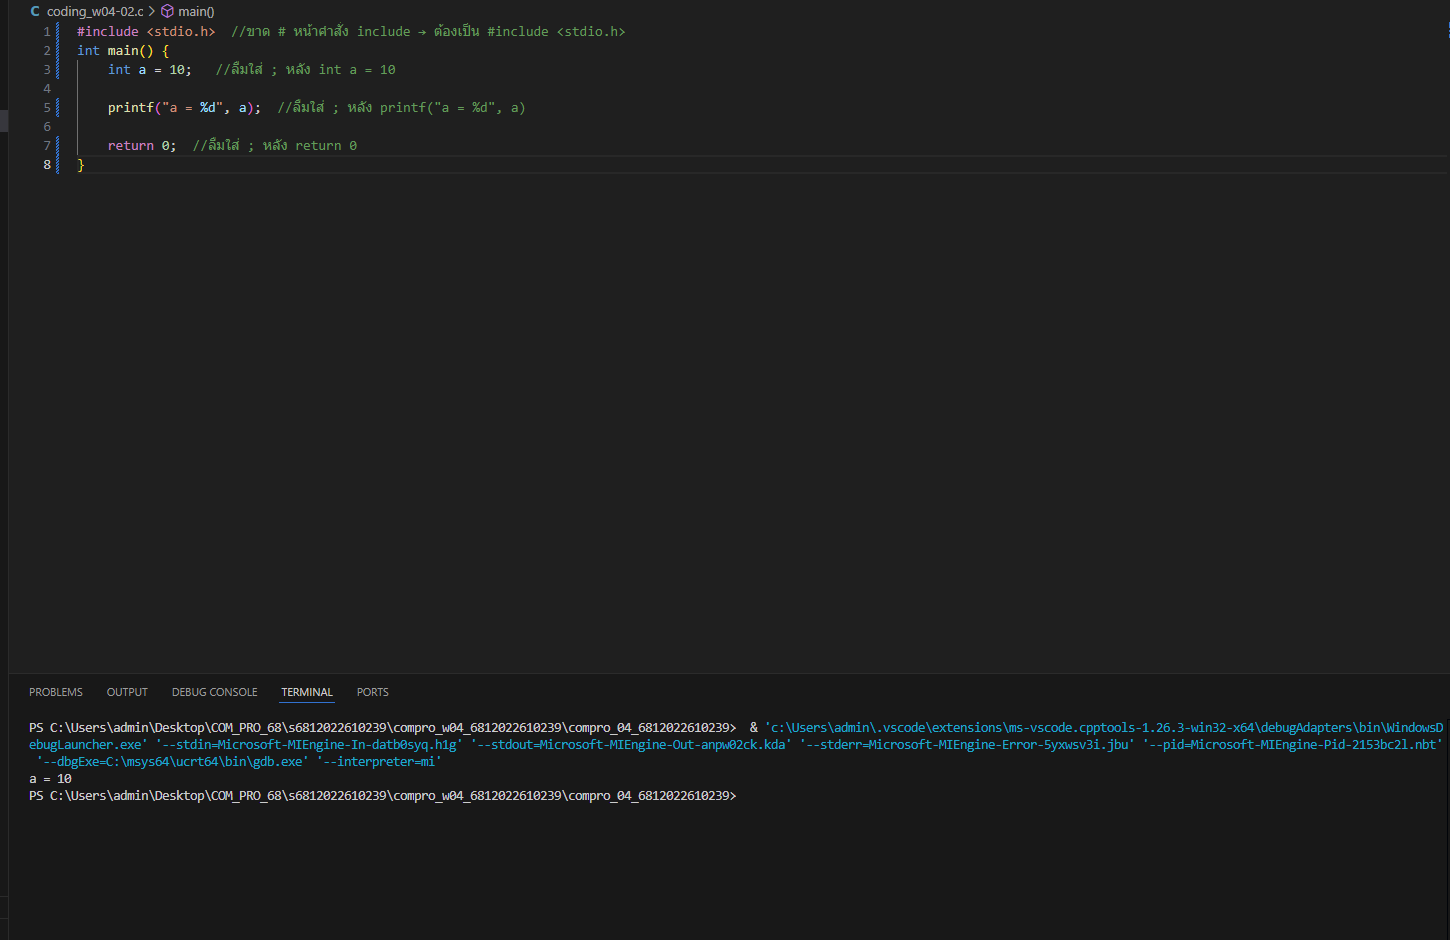 coding_w04-02.c > main()
1 #include <stdio.h> //ขาด # หน้าคำสั่ง include → ต้องเป็น #include <stdio.h>
2 int main() {
3 int a = 10; //ลืมใส่ ; หลัง int a = 10
4
5 printf("a = %d", a); //ลืมใส่ ; หลัง printf("a = %d", a)
6
7 return 0; //ลืมใส่ ; หลัง return 0
8 }
PROBLEMS OUTPUT DEBUG CONSOLE TERMINAL PORTS
PS C:\Users\admin\Desktop\COM_PRO_68\s6812022610239\compro_w04_6812022610239\compro_04_6812022610239> & 'c:\Users\admin\.vscode\extensions\ms-vscode.cpptools-1.26.3-win32-x64\debugAdapters\bin\WindowsD
ebugLauncher.exe' '--stdin=Microsoft-MIEngine-In-datb0syq.h1g' '--stdout=Microsoft-MIEngine-Out-anpw02ck.kda' '--stderr=Microsoft-MIEngine-Error-5yxwsv3i.jbu' '--pid=Microsoft-MIEngine-Pid-2153bc2l.nbt'
'--dbgExe=C:\msys64\ucrt64\bin\gdb.exe' '--interpreter=mi'
a = 10
PS C:\Users\admin\Desktop\COM_PRO_68\s6812022610239\compro_w04_6812022610239\compro_04_6812022610239>